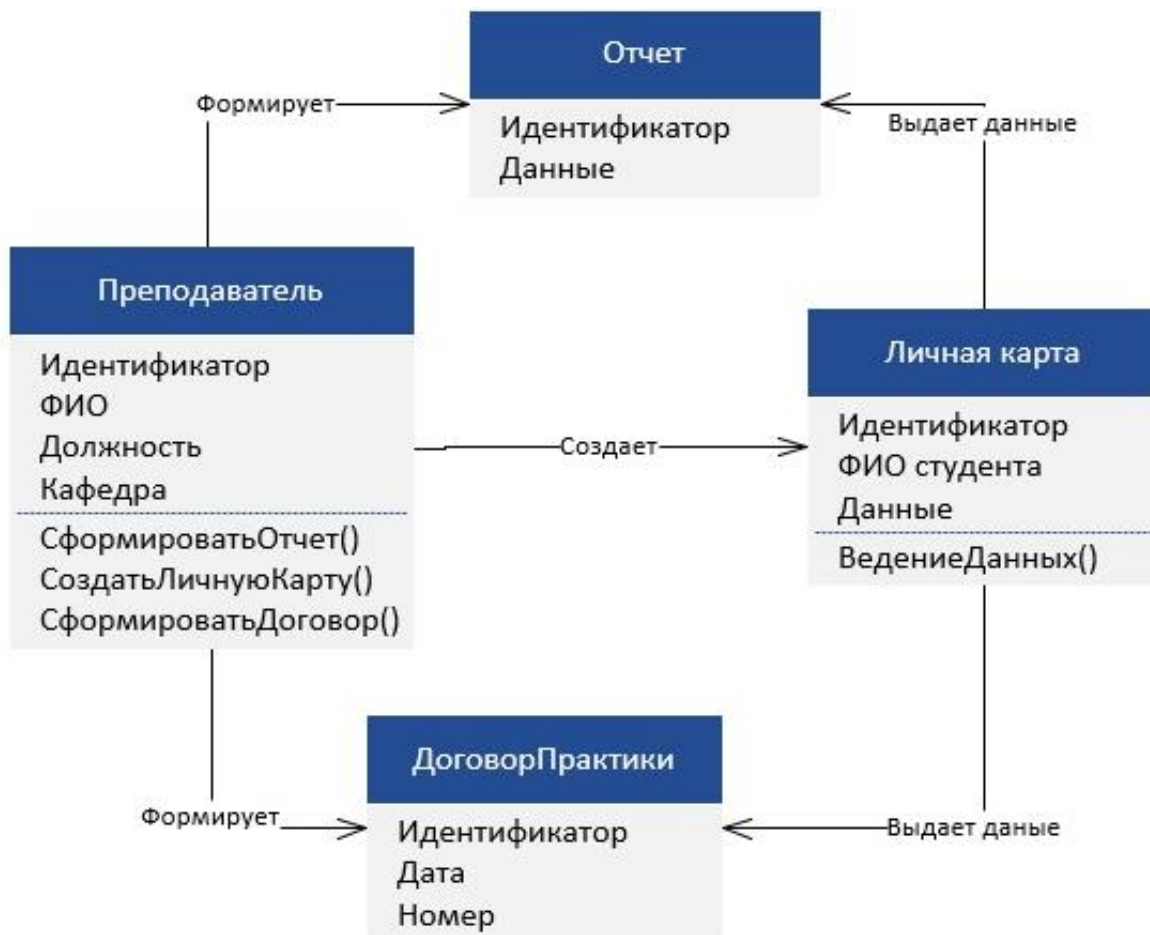 Отчет
Формирует
Идентификатор
Данные
Выдает данные
Преподаватель
Идентификатор
ФИО
Должность
Кафедра
СформироватьОтчет()
СоздатьЛичнуюКарту()
СформироватьДоговор()
Создает
Личная карта
Идентификатор
ФИО студента
Данные
ВедениеДанных()
ДоговорПрактики
Формирует
Идентификатор
Дата
Номер
Выдает даные